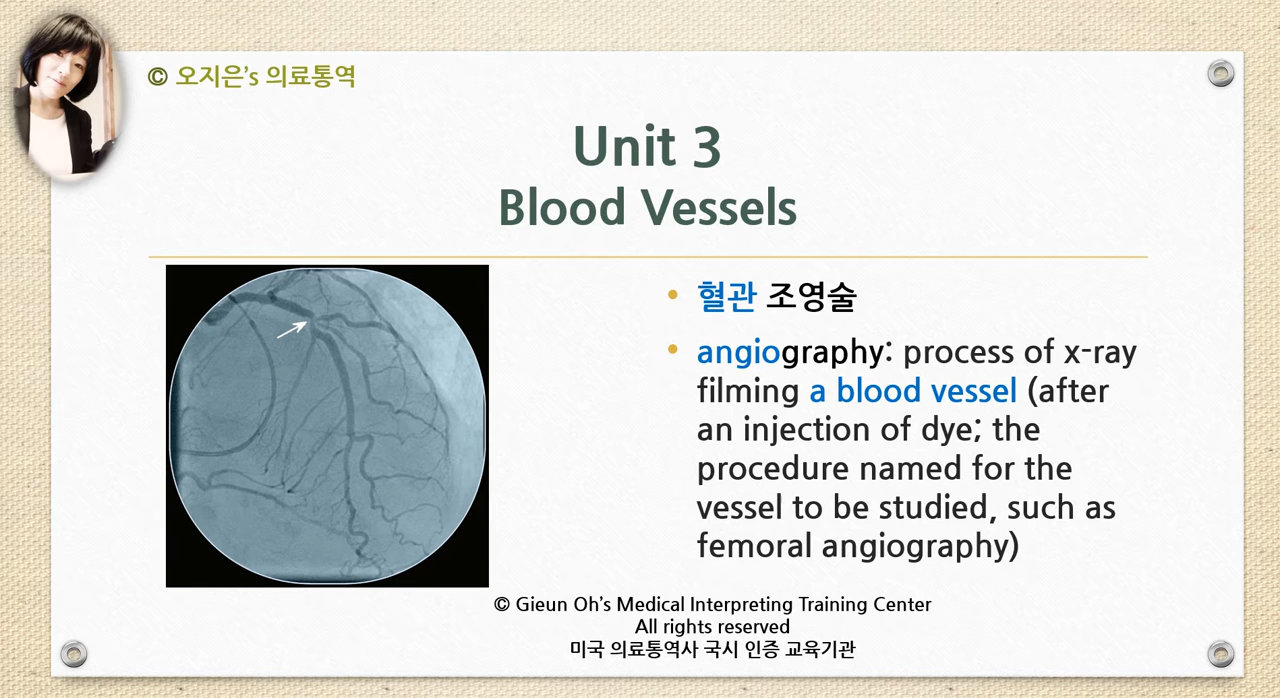 © 오지은's 의료통역
Unit 3
Blood Vessels
• 혈관 조영술
• angiography: process of x-ray
filming a blood vessel (after
an injection of dye; the
procedure named for the
vessel to be studied, such as
femoral angiography)
© Gieun Oh's Medical Interpreting Training Center
All rights reserved
미국 의료통역사 국시 인증 교육기관